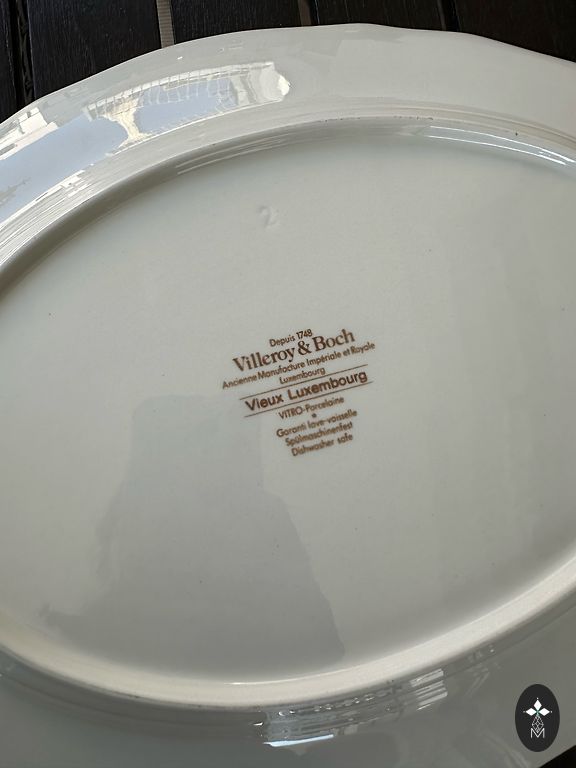 2
Depuis 1748
Villeroy & Boch
Ancienne Manufacture Impériale et Royale
Luxembourg
Vieux Luxembourg
VITRO-Porcelaine
Garanti lave-vaisselle
Spülmaschinenfest
Dishwasher safe
M